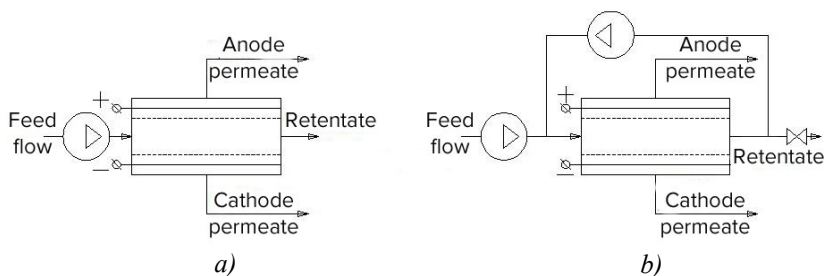 Anode
permeate
+
Feed
flow
Retentate
−
Cathode
permeate
a)
Anode
permeate
+
Feed
flow
Retentate
−
Cathode
permeate
b)